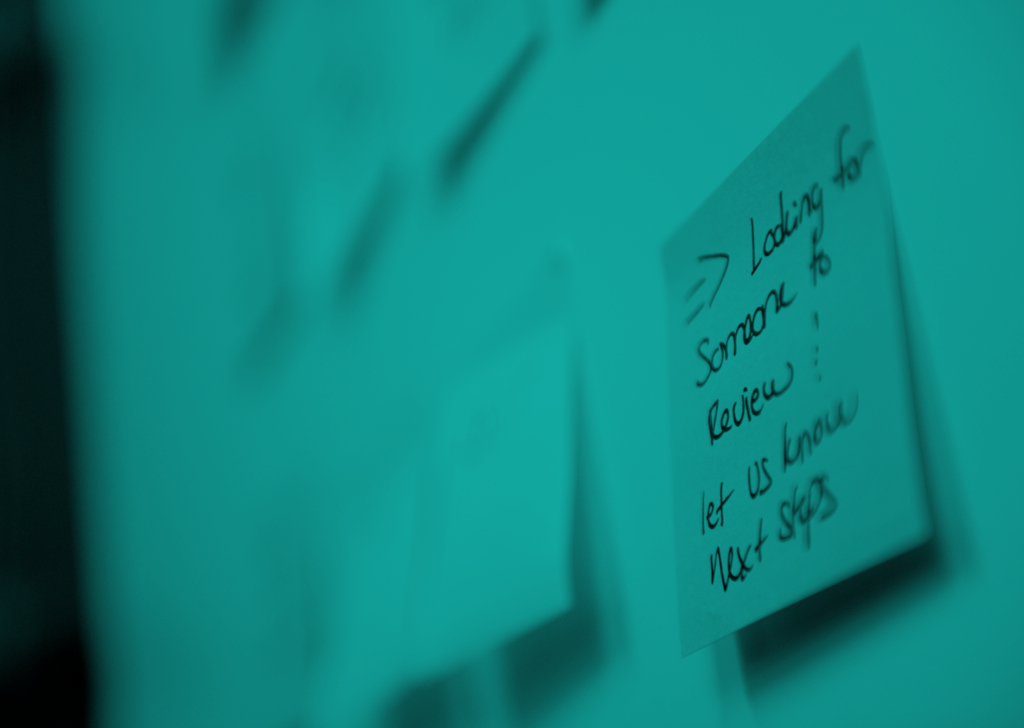 => Looking for
Someone to
Review :
let us know
Next steps